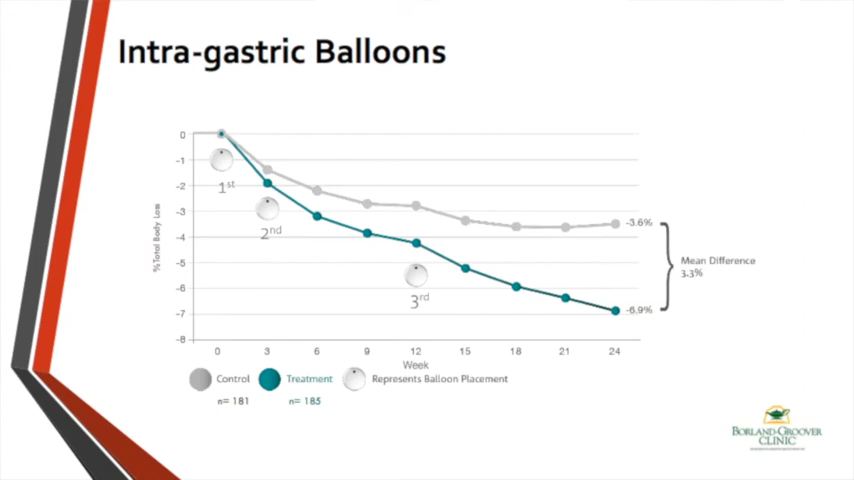 Intra-gastric Balloons
% Total Body Loss
0
-1
-2
-3
-4
-5
-6
-7
-8
1st
2nd
3rd
-3.6%
-6.9%
Mean Difference
3.3%
0 3 6 9 12 15 18 21 24
Week
Control Treatment Represents Balloon Placement
n= 181 n= 185
BORLAND-GROOVER
CLINIC